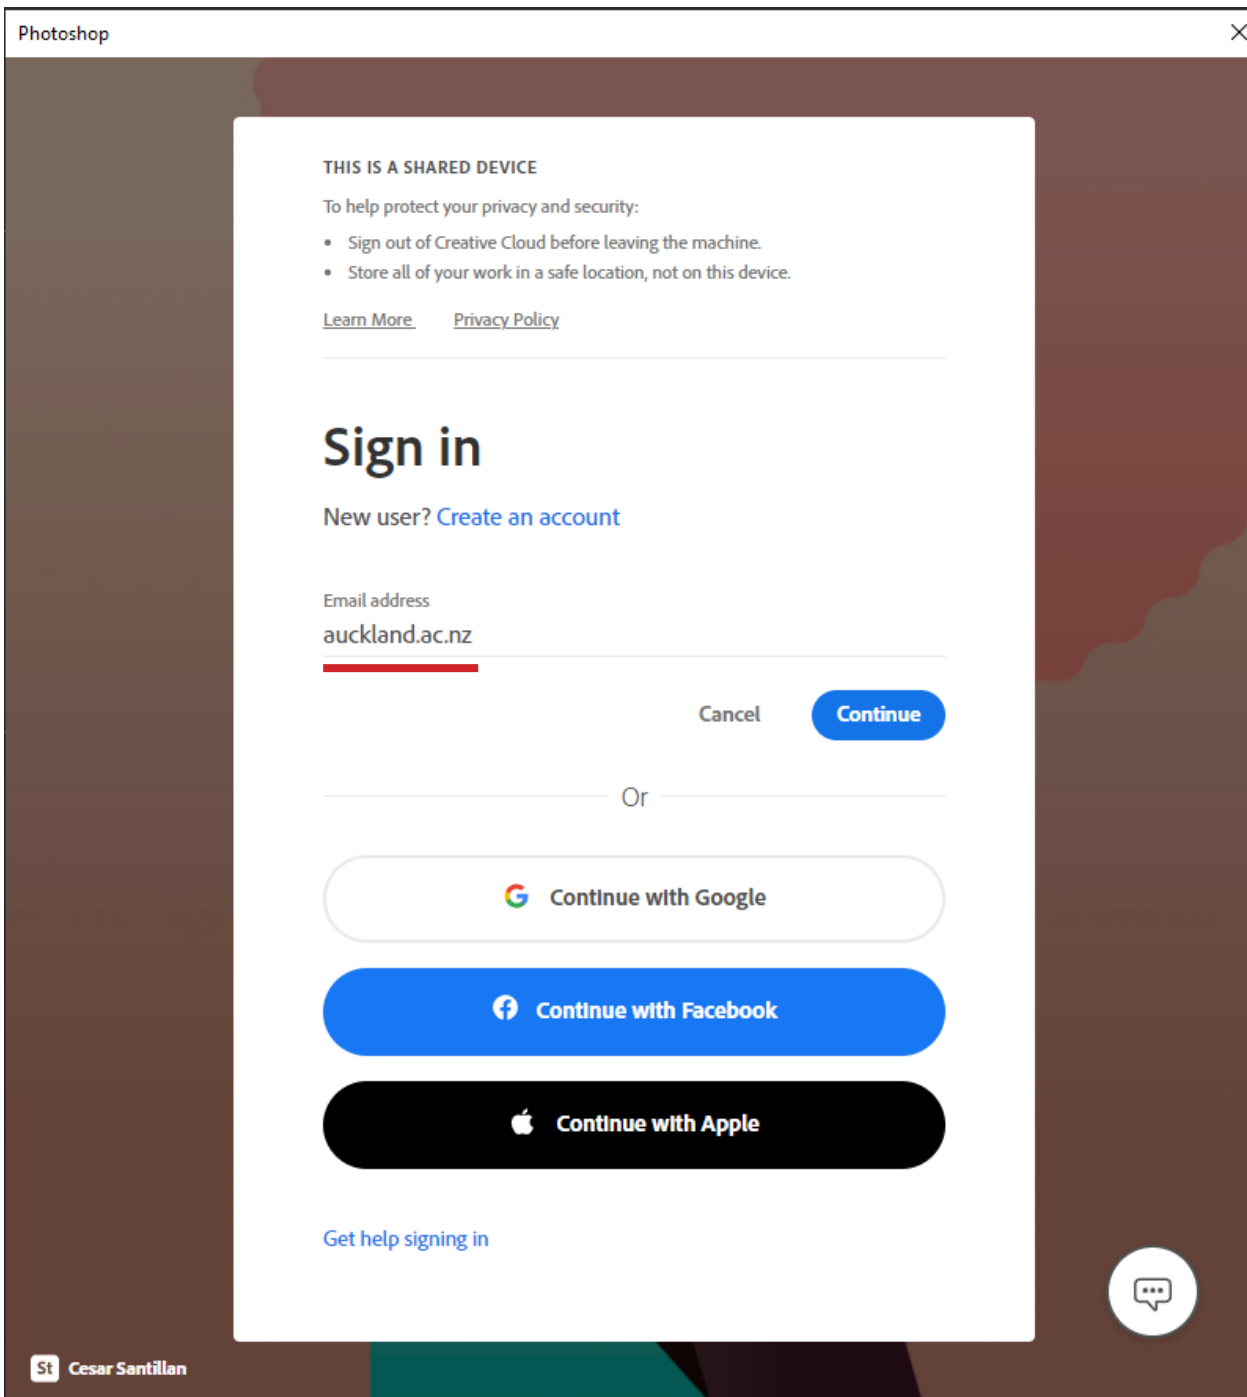 Photoshop
THIS IS A SHARED DEVICE
To help protect your privacy and security:
Sign out of Creative Cloud before leaving the machine.
Store all of your work in a safe location, not on this device.
Learn More Privacy Policy
Sign in
New user? Create an account
Email address
auckland.ac.nz
Cancel Continue
Or
Continue with Google
Continue with Facebook
Continue with Apple
Get help signing in
St Cesar Santillan